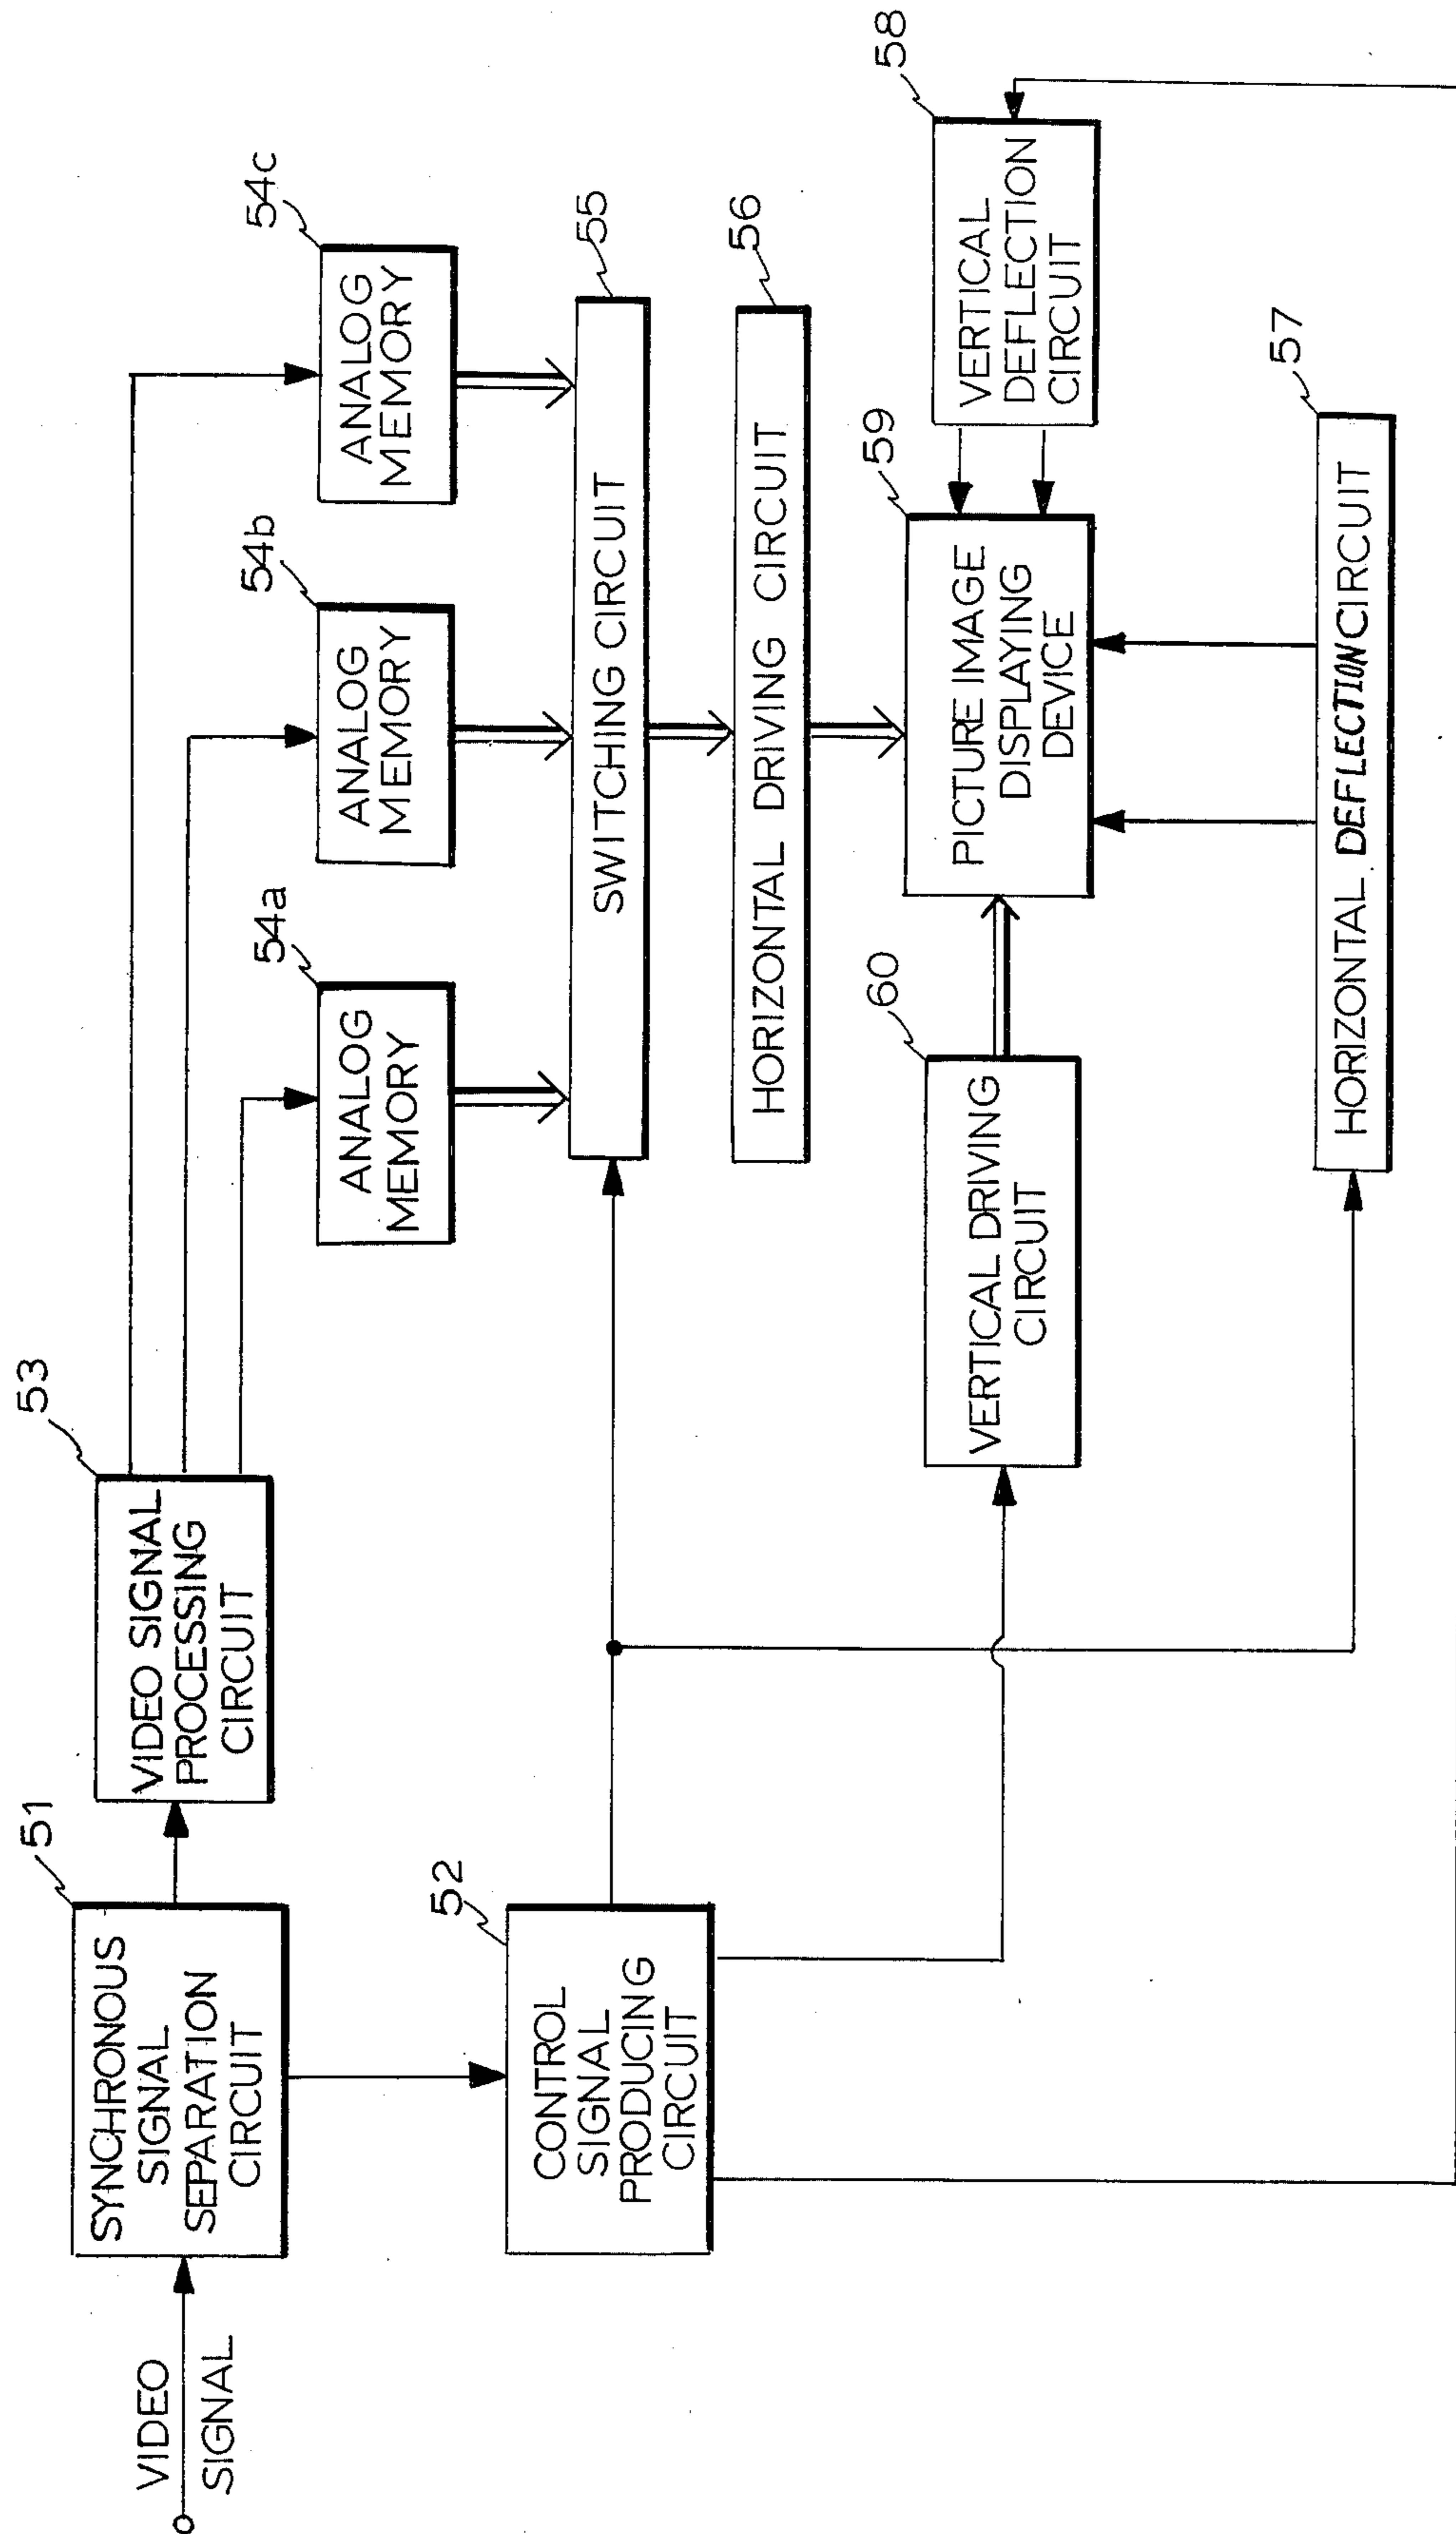 VIDEO
SIGNAL
51
SYNCHRONOUS
SIGNAL
SEPARATION
CIRCUIT
53
VIDEO SIGNAL
PROCESSING
CIRCUIT
52
CONTROL
SIGNAL
PRODUCING
CIRCUIT
54a
ANALOG
MEMORY
54b
ANALOG
MEMORY
54c
ANALOG
MEMORY
55
SWITCHING CIRCUIT
56
HORIZONTAL DRIVING CIRCUIT
60
VERTICAL DRIVING
CIRCUIT
59
PICTURE IMAGE
DISPLAYING
DEVICE
58
VERTICAL
DEFLECTION
CIRCUIT
57
HORIZONTAL DEFLECTION CIRCUIT